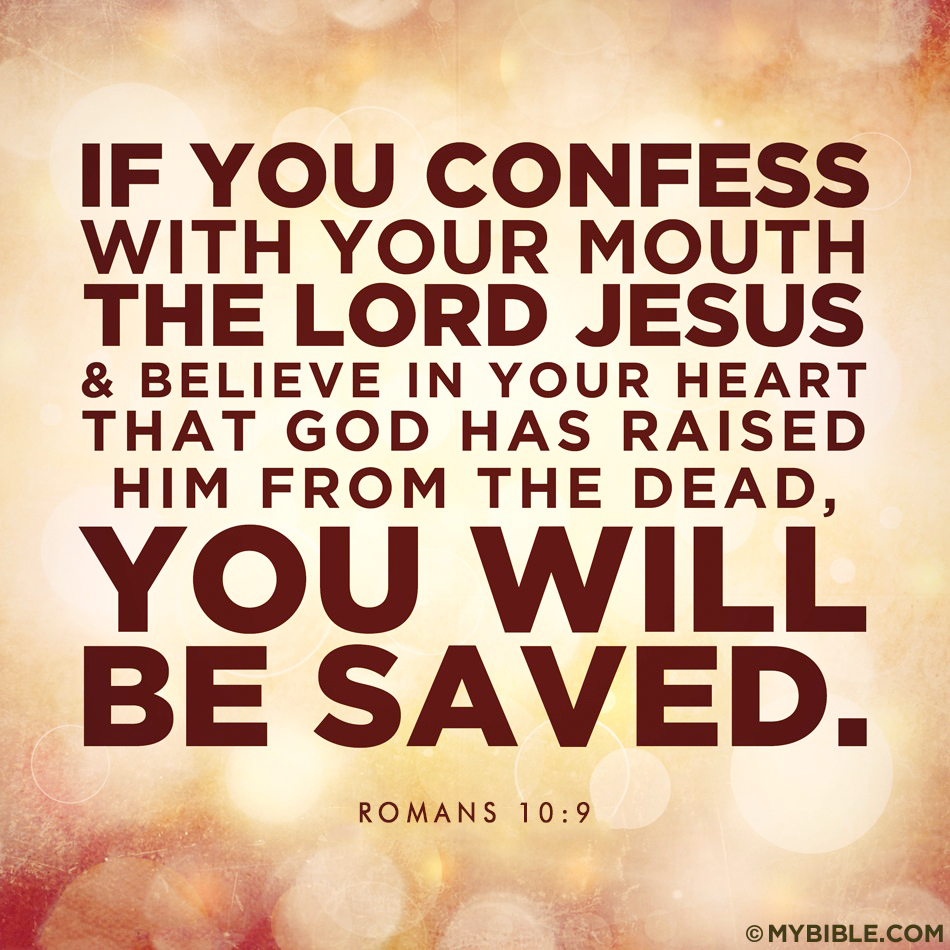 IF YOU CONFESS
WITH YOUR MOUTH
THE LORD JESUS
& BELIEVE IN YOUR HEART
THAT GOD HAS RAISED
HIM FROM THE DEAD,
YOU WILL
BE SAVED.
ROMANS 10:9
© MYBIBLE.COM